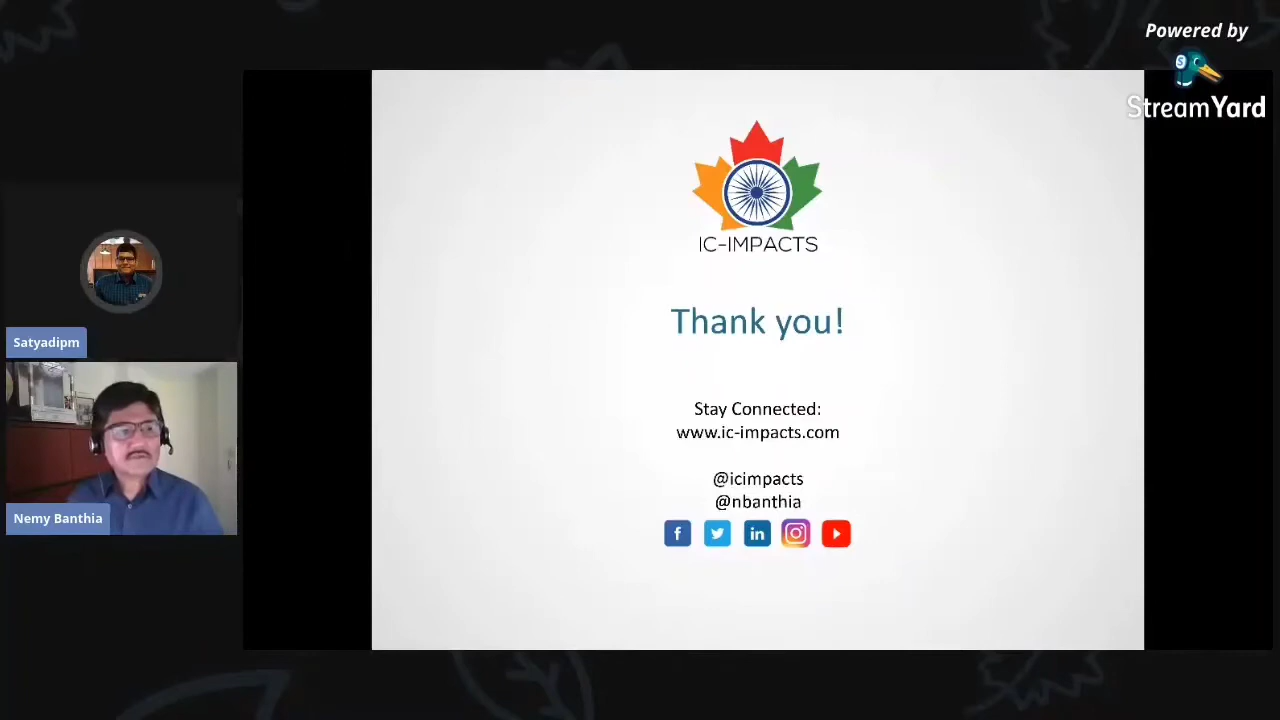 Powered by
StreamYard
IC-IMPACTS
Thank you!
Stay Connected:
www.ic-impacts.com
@icimpacts
@nbanthia
Satyadipm
Nemy Banthia